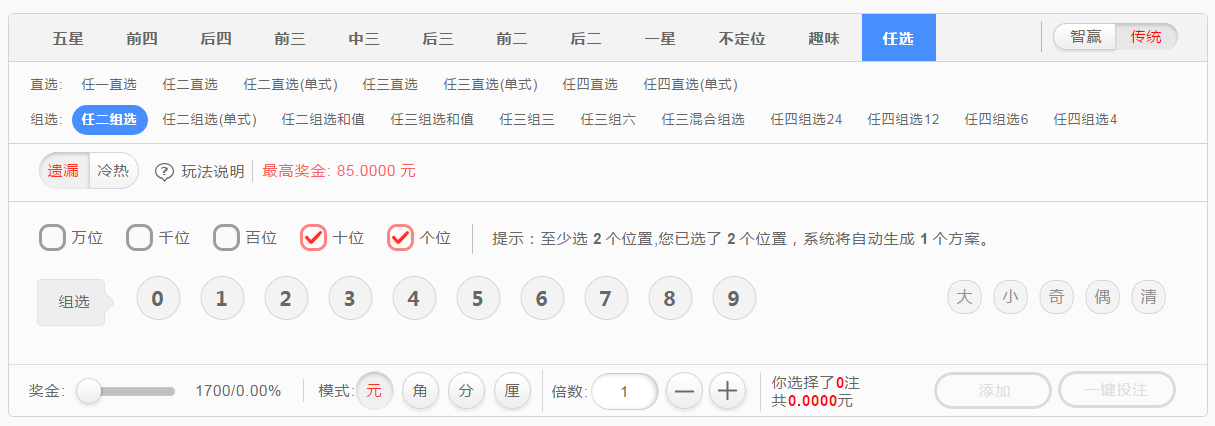 五星 前四 后四 前三 中三 后三 前二 后二 一星 不定位 趣味 任选 智赢 传统
直选: 任一直选 任二直选 任二直选(单式) 任三直选 任三直选(单式) 任四直选 任四直选(单式)
组选: 任二组选 任二组选(单式) 任二组选和值 任三组选和值 任三组三 任三组六 任三混合组选 任四组选24 任四组选12 任四组选6 任四组选4
遗漏 冷热 ? 玩法说明 最高奖金: 85.0000 元
万位 千位 百位 十位 个位 提示：至少选 2 个位置,您已选了 2 个位置，系统将自动生成 1 个方案。
组选 0 1 2 3 4 5 6 7 8 9 大 小 奇 偶 清
奖金: 1700/0.00% 模式: 元 角 分 厘 倍数: 1 你选择了0注
共0.0000元 添加 一键投注